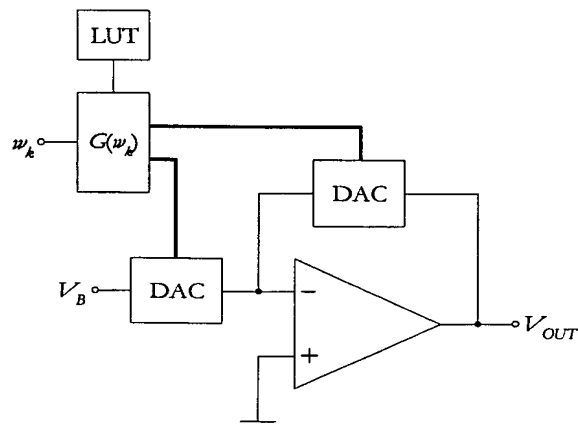 LUT
w_k
G(w_k)
DAC
V_B
DAC
−
+
V_OUT